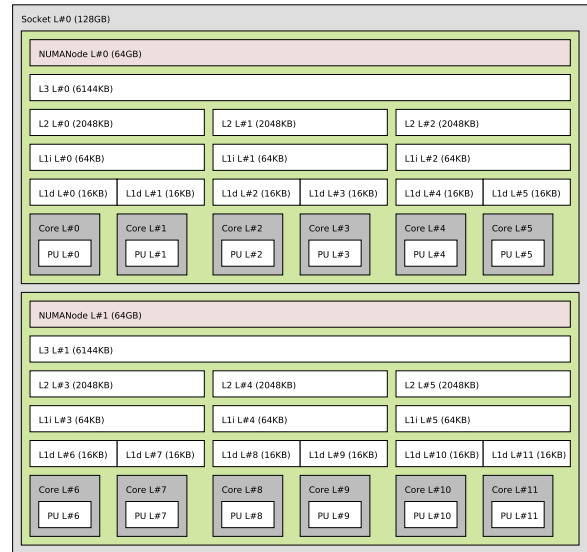 Socket L#0 (128GB)
NUMANode L#0 (64GB)
L3 L#0 (6144KB)
L2 L#0 (2048KB) L2 L#1 (2048KB) L2 L#2 (2048KB)
L1i L#0 (64KB) L1i L#1 (64KB) L1i L#2 (64KB)
L1d L#0 (16KB) L1d L#1 (16KB) L1d L#2 (16KB) L1d L#3 (16KB) L1d L#4 (16KB) L1d L#5 (16KB)
Core L#0 Core L#1 Core L#2 Core L#3 Core L#4 Core L#5
PU L#0 PU L#1 PU L#2 PU L#3 PU L#4 PU L#5
NUMANode L#1 (64GB)
L3 L#1 (6144KB)
L2 L#3 (2048KB) L2 L#4 (2048KB) L2 L#5 (2048KB)
L1i L#3 (64KB) L1i L#4 (64KB) L1i L#5 (64KB)
L1d L#6 (16KB) L1d L#7 (16KB) L1d L#8 (16KB) L1d L#9 (16KB) L1d L#10 (16KB) L1d L#11 (16KB)
Core L#6 Core L#7 Core L#8 Core L#9 Core L#10 Core L#11
PU L#6 PU L#7 PU L#8 PU L#9 PU L#10 PU L#11